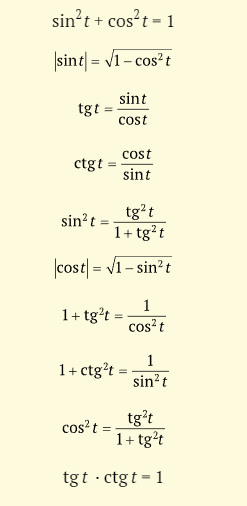 sin²t + cos²t = 1
|sint| = √(1 − cos²t)
tgt = sint/cost
ctgt = cost/sint
sin²t = tg²t/(1 + tg²t)
|cost| = √(1 − sin²t)
1 + tg²t = 1/cos²t
1 + ctg²t = 1/sin²t
cos²t = tg²t/(1 + tg²t)
tgt · ctgt = 1